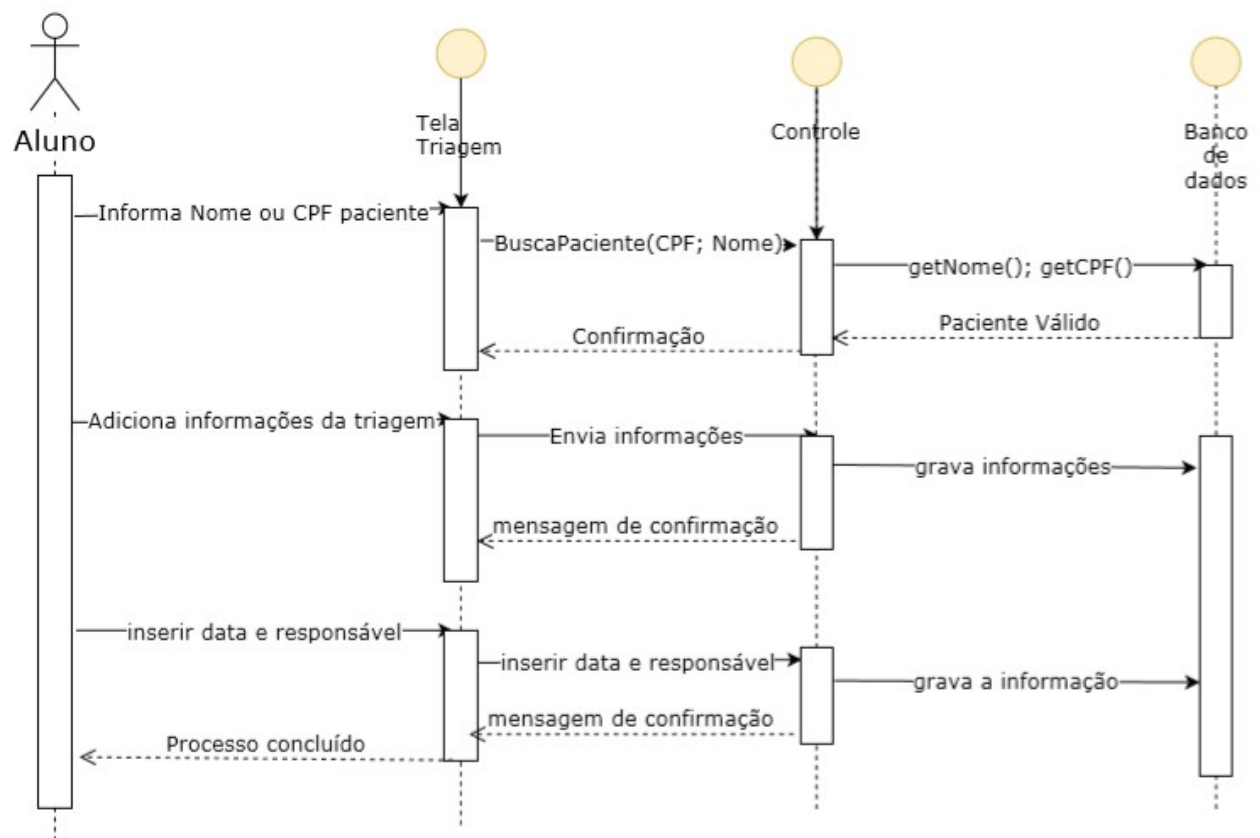 Aluno
Tela
Triagem
Controle
Banco
de
dados
Informa Nome ou CPF paciente
BuscaPaciente(CPF; Nome)
getNome(); getCPF()
Paciente Válido
Confirmação
Adiciona informações da triagem
Envia informações
grava informações
mensagem de confirmação
inserir data e responsável
inserir data e responsável
grava a informação
mensagem de confirmação
Processo concluído